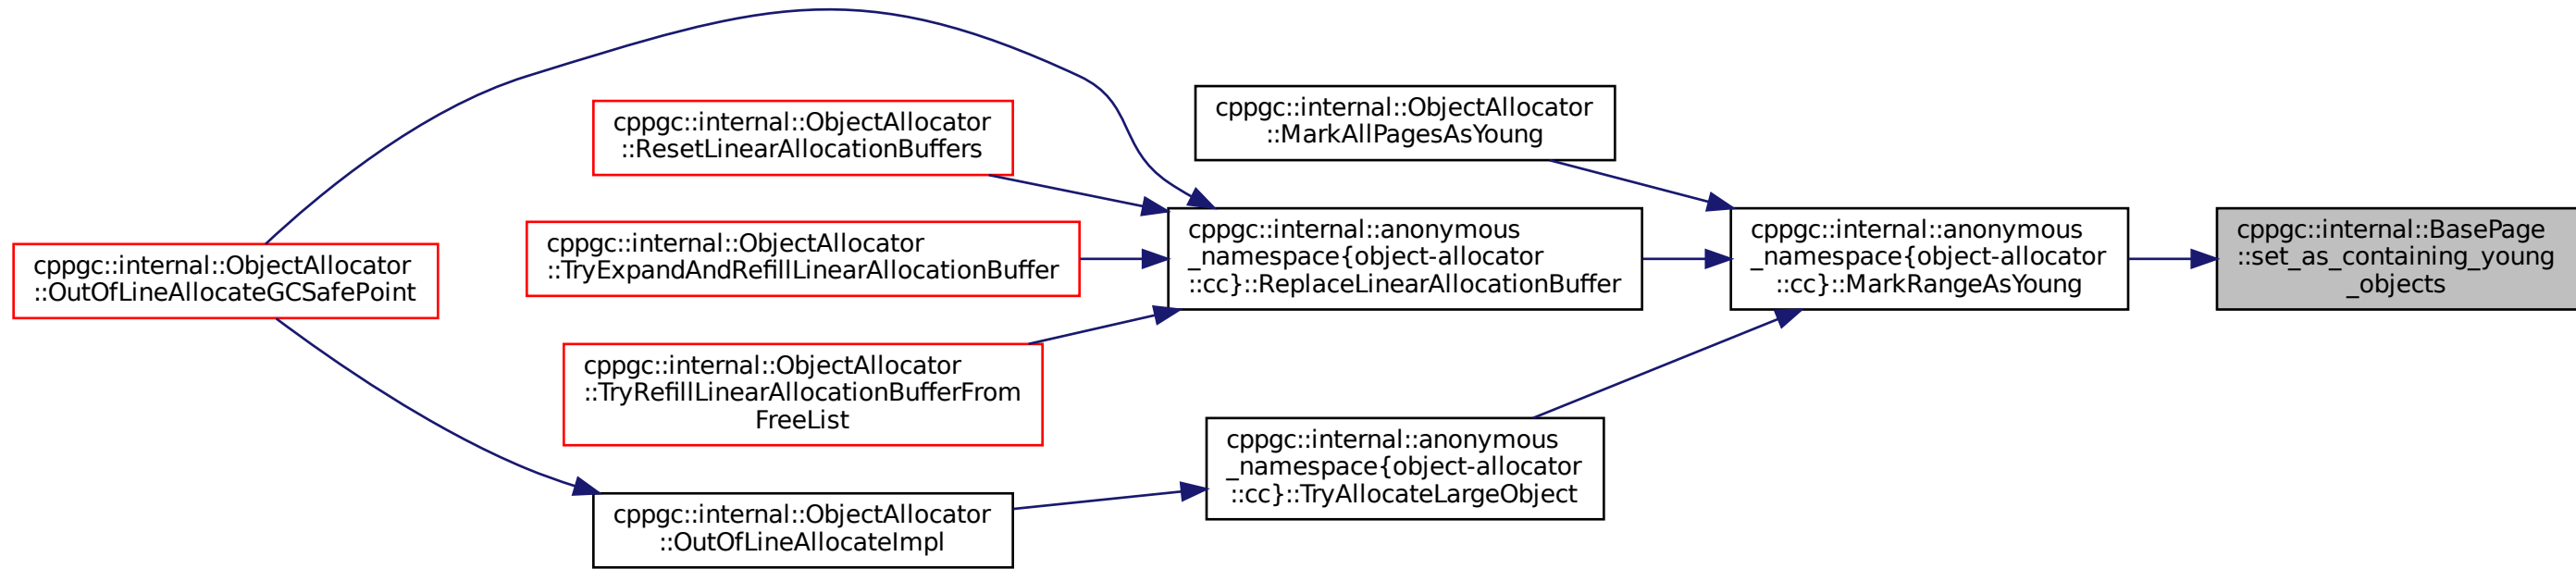 cppgc::internal::ObjectAllocator
::OutOfLineAllocateGCSafePoint
cppgc::internal::ObjectAllocator
::ResetLinearAllocationBuffers
cppgc::internal::ObjectAllocator
::TryExpandAndRefillLinearAllocationBuffer
cppgc::internal::ObjectAllocator
::TryRefillLinearAllocationBufferFrom
FreeList
cppgc::internal::ObjectAllocator
::OutOfLineAllocateImpl
cppgc::internal::ObjectAllocator
::MarkAllPagesAsYoung
cppgc::internal::anonymous
_namespace{object-allocator
::cc}::ReplaceLinearAllocationBuffer
cppgc::internal::anonymous
_namespace{object-allocator
::cc}::TryAllocateLargeObject
cppgc::internal::anonymous
_namespace{object-allocator
::cc}::MarkRangeAsYoung
cppgc::internal::BasePage
::set_as_containing_young
_objects